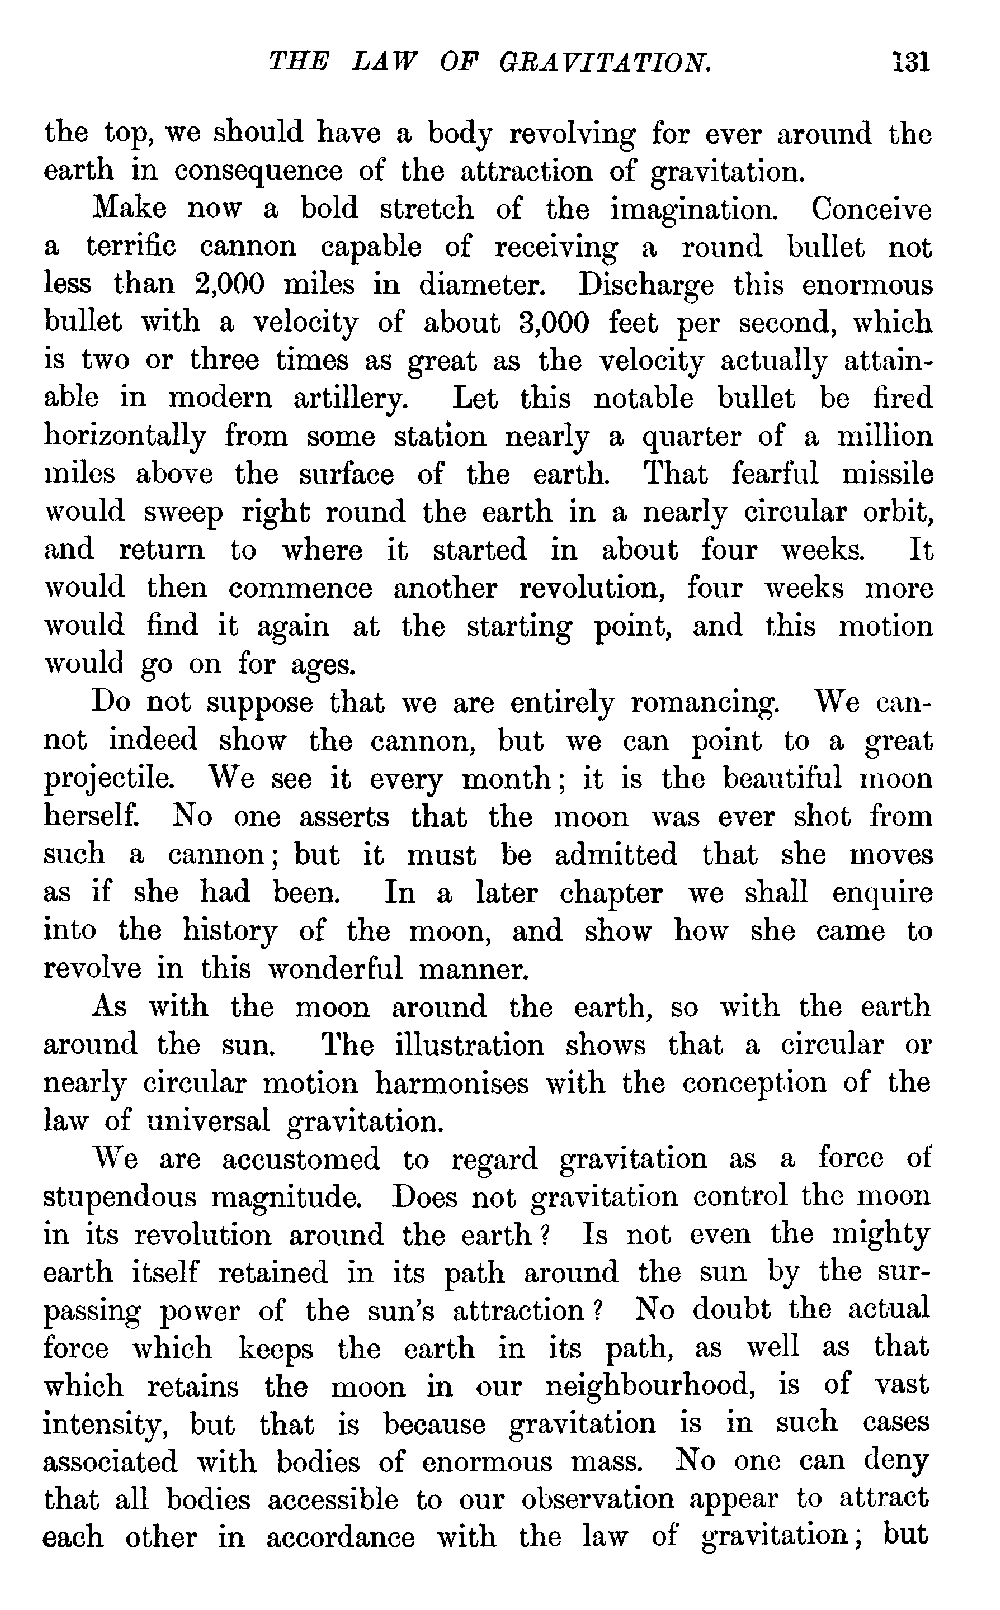 THE LAW OF GRAVITATION. 131
the top, we should have a body revolving for ever around the
earth in consequence of the attraction of gravitation.
Make now a bold stretch of the imagination. Conceive
a terrific cannon capable of receiving a round bullet not
less than 2,000 miles in diameter. Discharge this enormous
bullet with a velocity of about 3,000 feet per second, which
is two or three times as great as the velocity actually attain-
able in modern artillery. Let this notable bullet be fired
horizontally from some station nearly a quarter of a million
miles above the surface of the earth. That fearful missile
would sweep right round the earth in a nearly circular orbit,
and return to where it started in about four weeks. It
would then commence another revolution, four weeks more
would find it again at the starting point, and this motion
would go on for ages.
Do not suppose that we are entirely romancing. We can-
not indeed show the cannon, but we can point to a great
projectile. We see it every month; it is the beautiful moon
herself. No one asserts that the moon was ever shot from
such a cannon; but it must be admitted that she moves
as if she had been. In a later chapter we shall enquire
into the history of the moon, and show how she came to
revolve in this wonderful manner.
As with the moon around the earth, so with the earth
around the sun. The illustration shows that a circular or
nearly circular motion harmonises with the conception of the
law of universal gravitation.
We are accustomed to regard gravitation as a force of
stupendous magnitude. Does not gravitation control the moon
in its revolution around the earth? Is not even the mighty
earth itself retained in its path around the sun by the sur-
passing power of the sun's attraction? No doubt the actual
force which keeps the earth in its path, as well as that
which retains the moon in our neighbourhood, is of vast
intensity, but that is because gravitation is in such cases
associated with bodies of enormous mass. No one can deny
that all bodies accessible to our observation appear to attract
each other in accordance with the law of gravitation; but